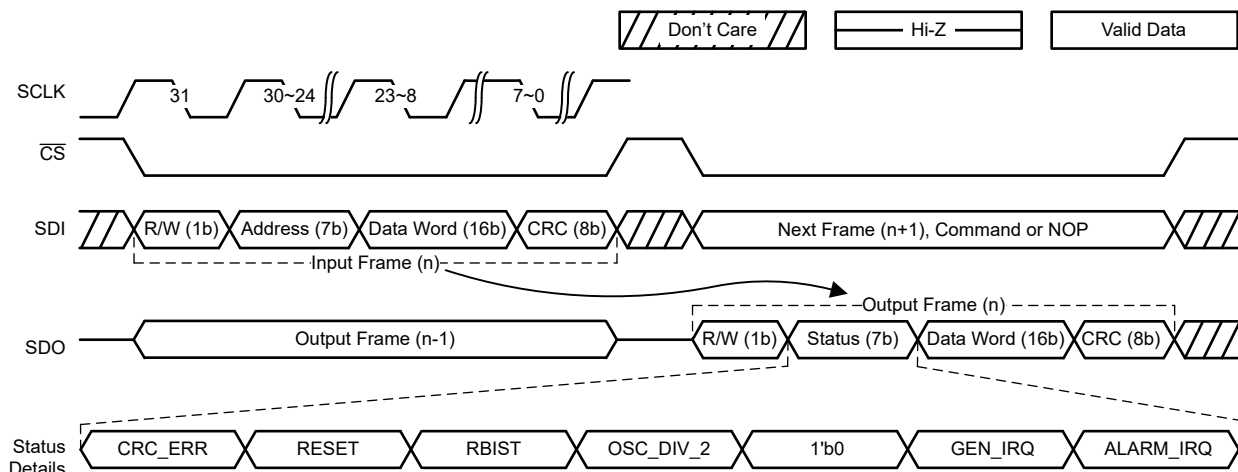 Don't Care Hi-Z Valid Data
SCLK 31 30~24 23~8 7~0
CS
SDI R/W (1b) Address (7b) Data Word (16b) CRC (8b) Next Frame (n+1), Command or NOP
Input Frame (n)
Output Frame (n)
SDO Output Frame (n-1) R/W (1b) Status (7b) Data Word (16b) CRC (8b)
Status Details CRC_ERR RESET RBIST OSC_DIV_2 1'b0 GEN_IRQ ALARM_IRQ